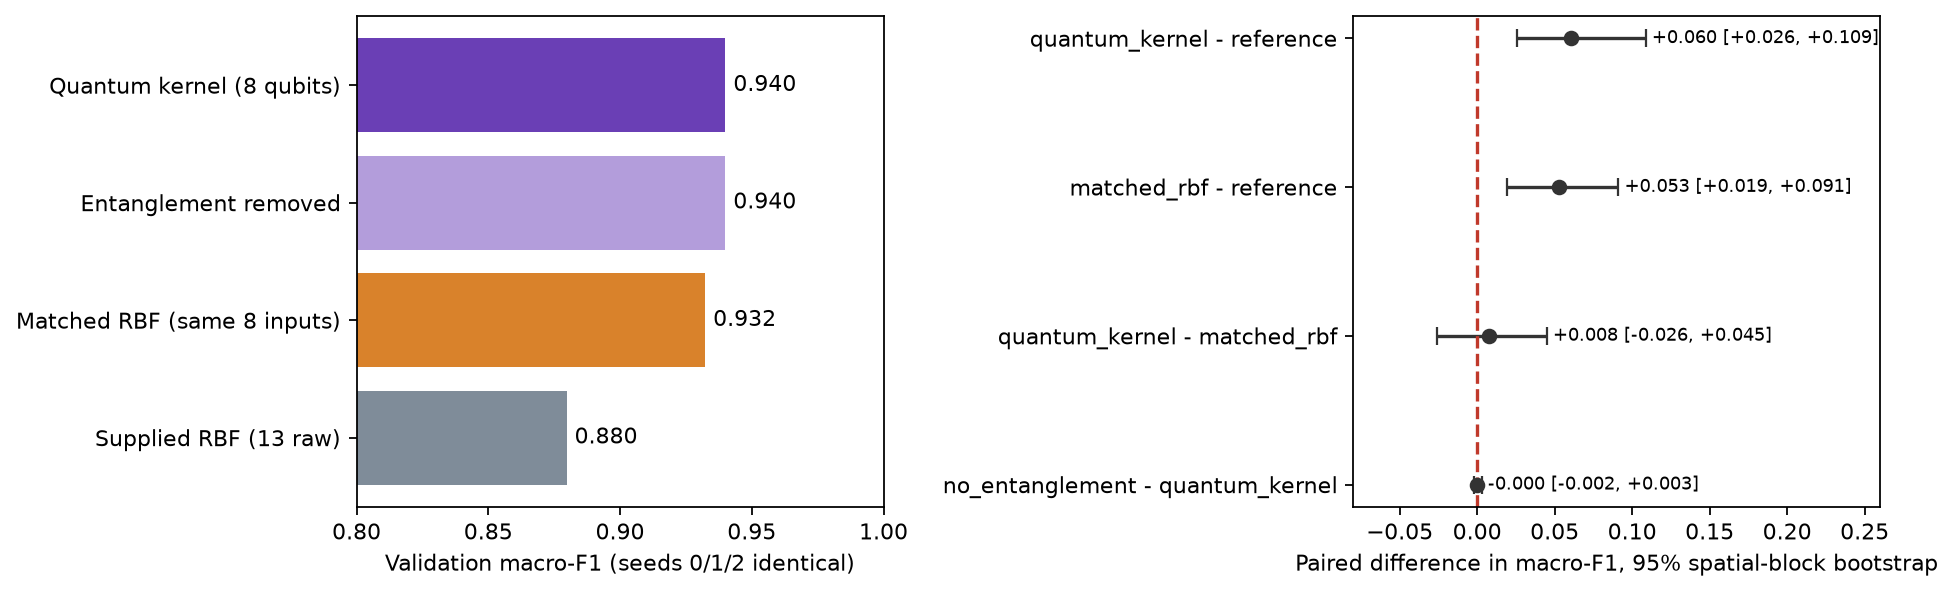 Quantum kernel (8 qubits)
0.940
Entanglement removed
0.940
Matched RBF (same 8 inputs)
0.932
Supplied RBF (13 raw)
0.880
0.80 0.85 0.90 0.95 1.00
Validation macro-F1 (seeds 0/1/2 identical)
quantum_kernel - reference
+0.060 [+0.026, +0.109]
matched_rbf - reference
+0.053 [+0.019, +0.091]
quantum_kernel - matched_rbf
+0.008 [-0.026, +0.045]
no_entanglement - quantum_kernel
-0.000 [-0.002, +0.003]
−0.05 0.00 0.05 0.10 0.15 0.20 0.25
Paired difference in macro-F1, 95% spatial-block bootstrap